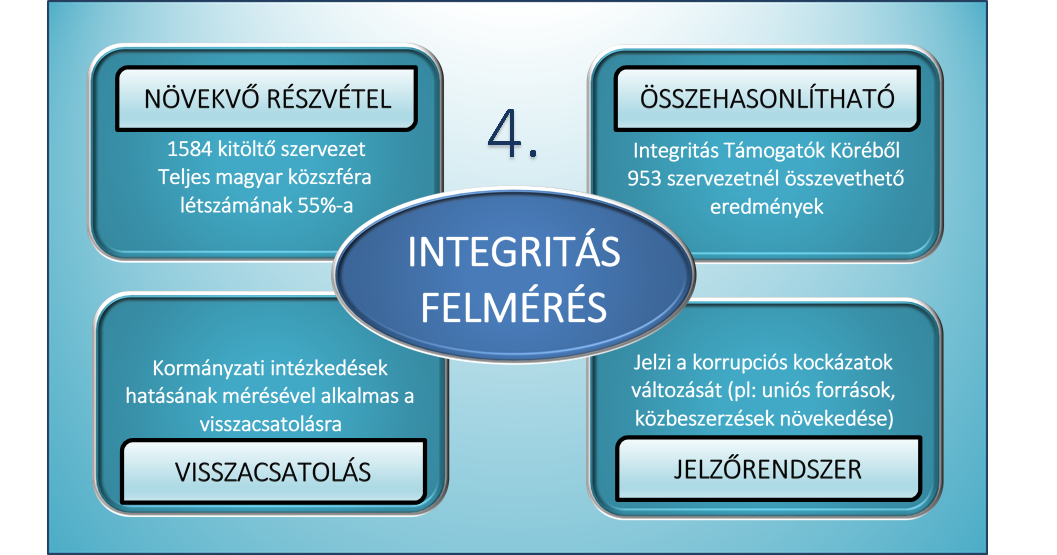 NÖVEKVŐ RÉSZVÉTEL
1584 kitöltő szervezet
Teljes magyar közszféra
létszámának 55%-a
4.
ÖSSZEHASONLÍTHATÓ
Integritás Támogatók Köréből
953 szervezetnél összevethető
eredmények
INTEGRITÁS
FELMÉRÉS
Kormányzati intézkedések
hatásának mérésével alkalmas a
visszacsatolásra
VISSZACSATOLÁS
Jelzi a korrupciós kockázatok
változását (pl: uniós források,
közbeszerzések növekedése)
JELZŐRENDSZER